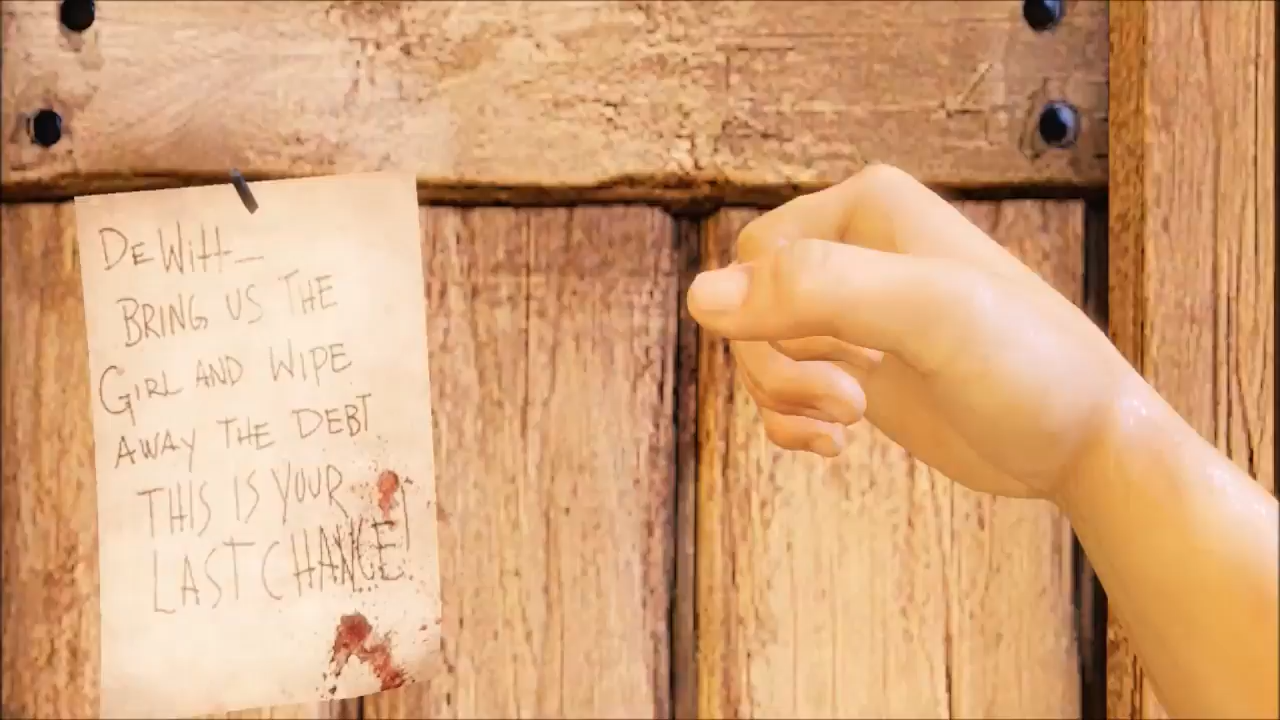 DEWitt_
BRING US THE
GIRL AND WIPE
AWAY THE DEBT
THIS IS YOUR
LAST CHANCE!